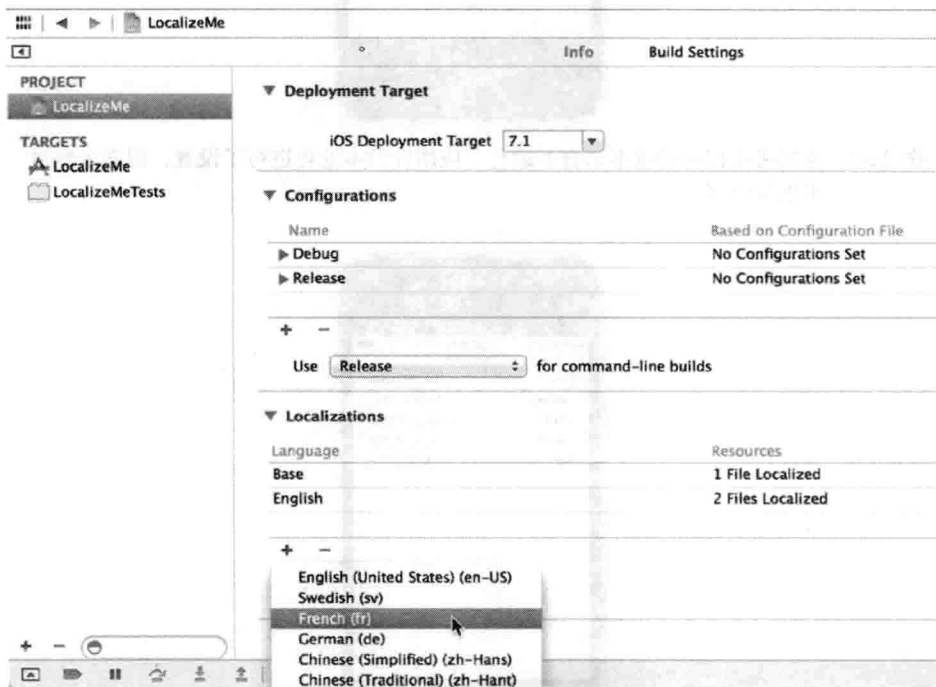 LocalizeMe
Info Build Settings
PROJECT
LocalizeMe
TARGETS
LocalizeMe
LocalizeMeTests
Deployment Target
iOS Deployment Target 7.1
Configurations
Name Based on Configuration File
Debug No Configurations Set
Release No Configurations Set
+ −
Use Release for command-line builds
Localizations
Language Resources
Base 1 File Localized
English 2 Files Localized
+ −
English (United States) (en-US)
Swedish (sv)
French (fr)
German (de)
Chinese (Simplified) (zh-Hans)
Chinese (Traditional) (zh-Hant)
+ −